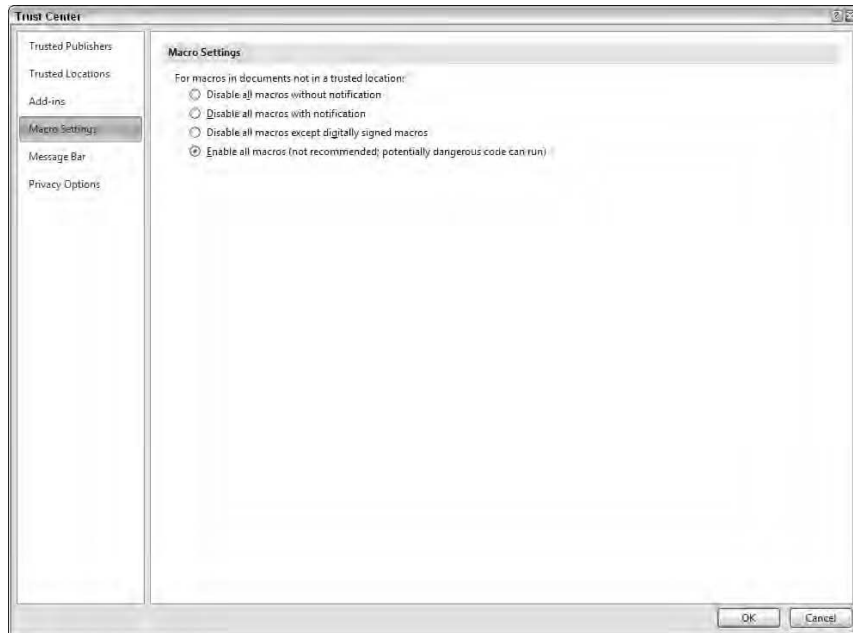 Trust Center
Trusted Publishers
Trusted Locations
Add-ins
Macro Settings
Message Bar
Privacy Options
Macro Settings
For macros in documents not in a trusted location:
Disable all macros without notification
Disable all macros with notification
Disable all macros except digitally signed macros
Enable all macros (not recommended; potentially dangerous code can run)
OK
Cancel